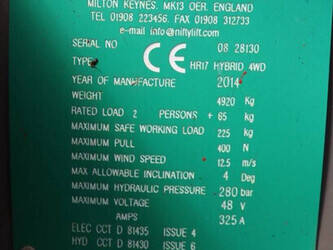 MILTON KEYNES. MK13 OER. ENGLAND
TEL 01908 223456. FAX 01908 312733
e-mail info@niftylift.com
SERIAL NO 08 28130
TYPE CE HR17 HYBRID 4WD
YEAR OF MANUFACTURE 2014
WEIGHT 4920 Kg
RATED LOAD 2 PERSONS + 65 kg
MAXIMUM SAFE WORKING LOAD 225 kg
MAXIMUM PULL 400 N
MAXIMUM WIND SPEED 12.5 m/s
MAX ALLOWABLE INCLINATION 4 Deg
MAXIMUM HYDRAULIC PRESSURE 280 bar
MAXIMUM VOLTAGE 48 V
AMPS 325 A
ELEC CCT D 81435 ISSUE 4
HYD CCT D 81430 ISSUE 6